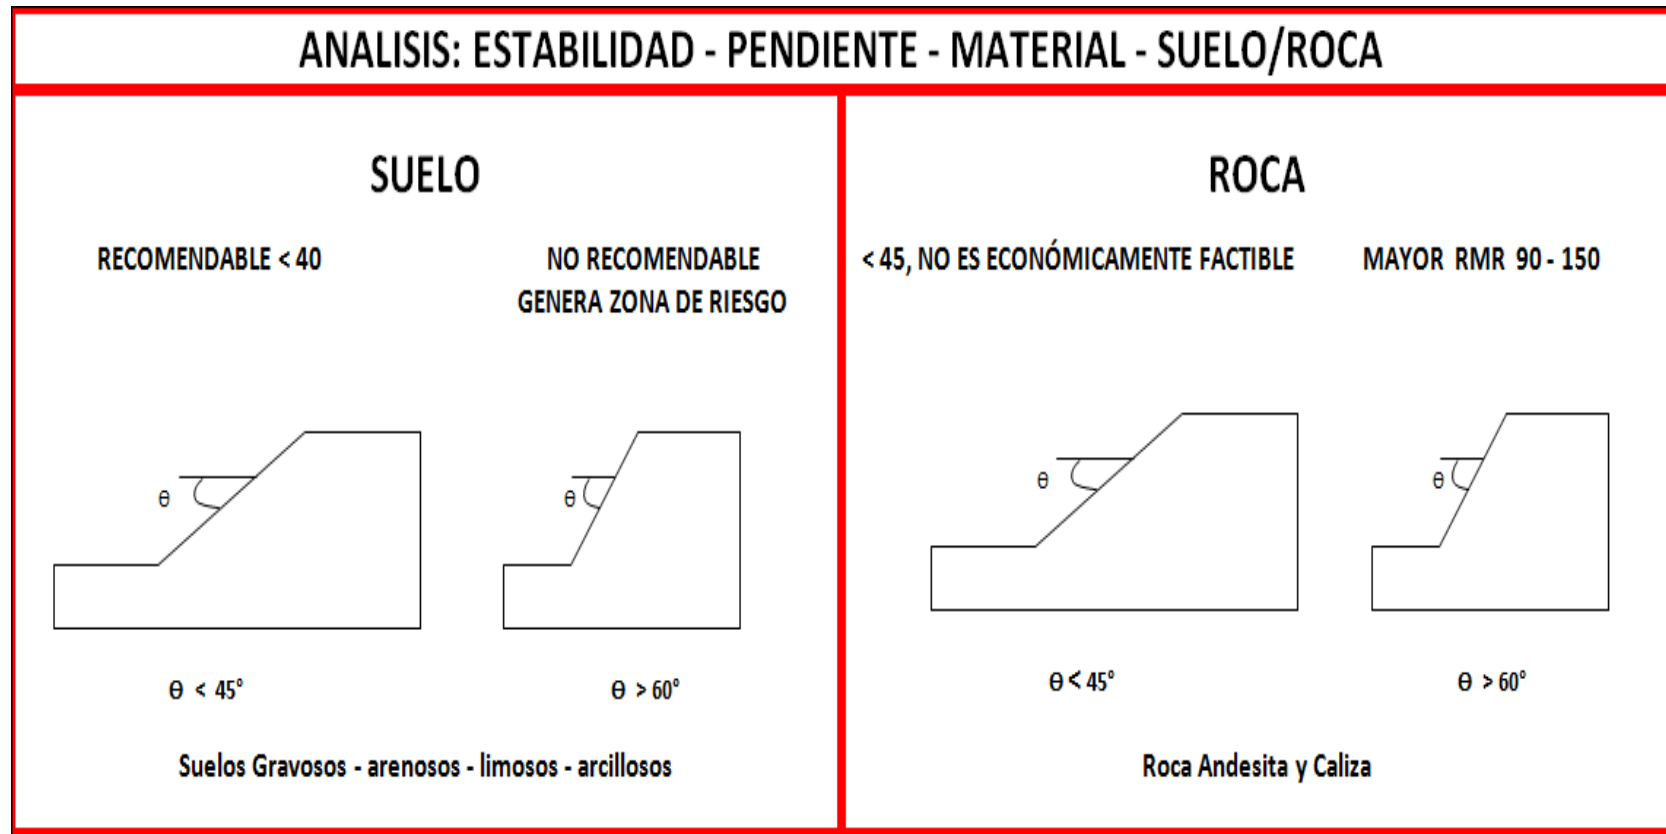 ANALISIS: ESTABILIDAD - PENDIENTE - MATERIAL - SUELO/ROCA
SUELO
RECOMENDABLE < 40
NO RECOMENDABLE
GENERA ZONA DE RIESGO
θ
θ
θ < 45°
θ > 60°
Suelos Gravosos - arenosos - limosos - arcillosos
ROCA
< 45, NO ES ECONÓMICAMENTE FACTIBLE
MAYOR RMR 90 - 150
θ
θ
θ < 45°
θ > 60°
Roca Andesita y Caliza